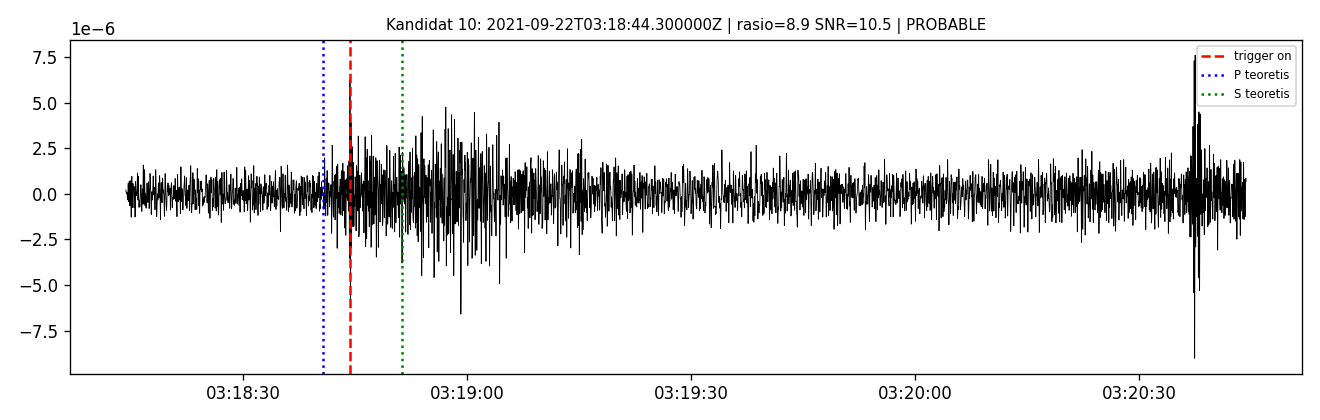 Kandidat 10: 2021-09-22T03:18:44.300000Z | rasio=8.9 SNR=10.5 | PROBABLE
1e−6
7.5
5.0
2.5
0.0
−2.5
−5.0
−7.5
trigger on
P teoretis
S teoretis
03:18:30
03:19:00
03:19:30
03:20:00
03:20:30